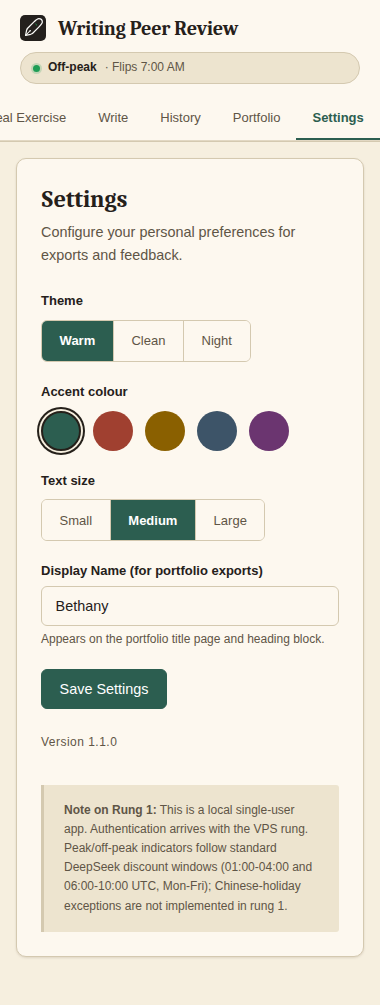 Writing Peer Review
Off-peak · Flips 7:00 AM
eal Exercise Write History Portfolio Settings
Settings
Configure your personal preferences for
exports and feedback.
Theme
Warm Clean Night
Accent colour
Text size
Small Medium Large
Display Name (for portfolio exports)
Bethany
Appears on the portfolio title page and heading block.
Save Settings
Version 1.1.0
Note on Rung 1: This is a local single-user
app. Authentication arrives with the VPS rung.
Peak/off-peak indicators follow standard
DeepSeek discount windows (01:00-04:00 and
06:00-10:00 UTC, Mon-Fri); Chinese-holiday
exceptions are not implemented in rung 1.